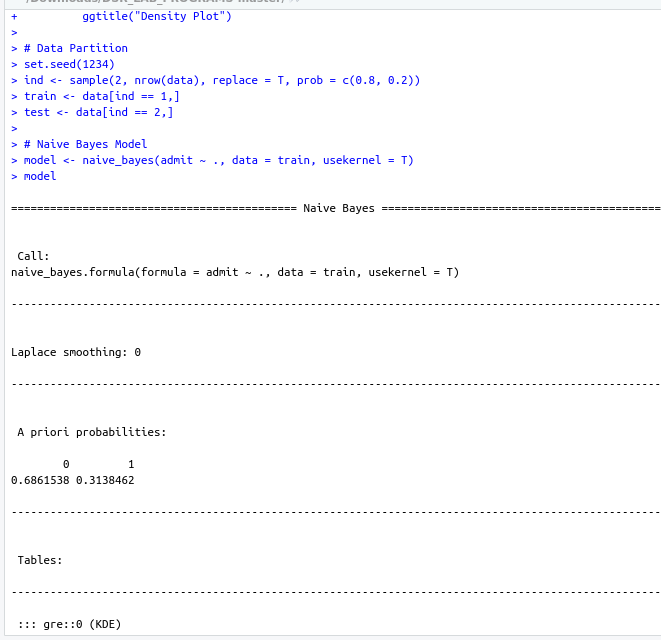 +          ggtitle("Density Plot")
>
> # Data Partition
> set.seed(1234)
> ind <- sample(2, nrow(data), replace = T, prob = c(0.8, 0.2))
> train <- data[ind == 1,]
> test <- data[ind == 2,]
>
> # Naive Bayes Model
> model <- naive_bayes(admit ~ ., data = train, usekernel = T)
> model
============================================ Naive Bayes ===========================================
Call:
naive_bayes.formula(formula = admit ~ ., data = train, usekernel = T)
----------------------------------------------------------------------------------------------------
Laplace smoothing: 0
----------------------------------------------------------------------------------------------------
A priori probabilities:
        0         1
0.6861538 0.3138462
----------------------------------------------------------------------------------------------------
Tables:
----------------------------------------------------------------------------------------------------
::: gre::0 (KDE)